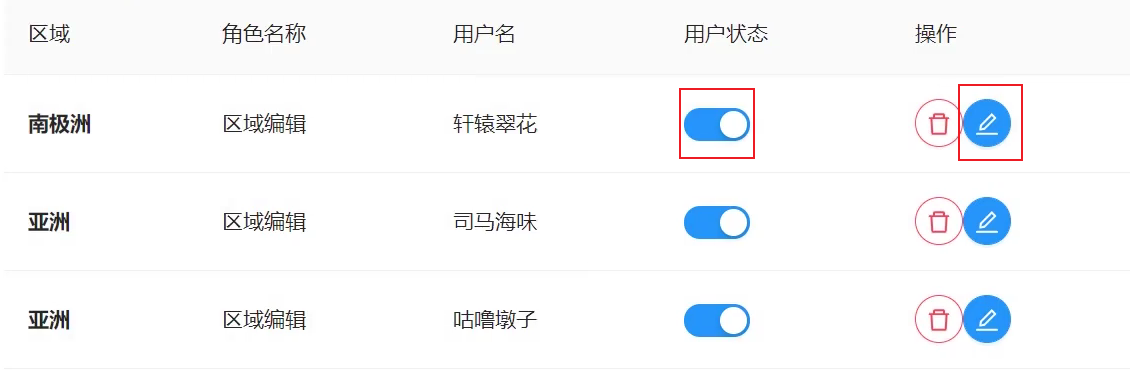 区域 角色名称 用户名 用户状态 操作
南极洲 区域编辑 轩辕翠花
亚洲 区域编辑 司马海味
亚洲 区域编辑 咕噜墩子